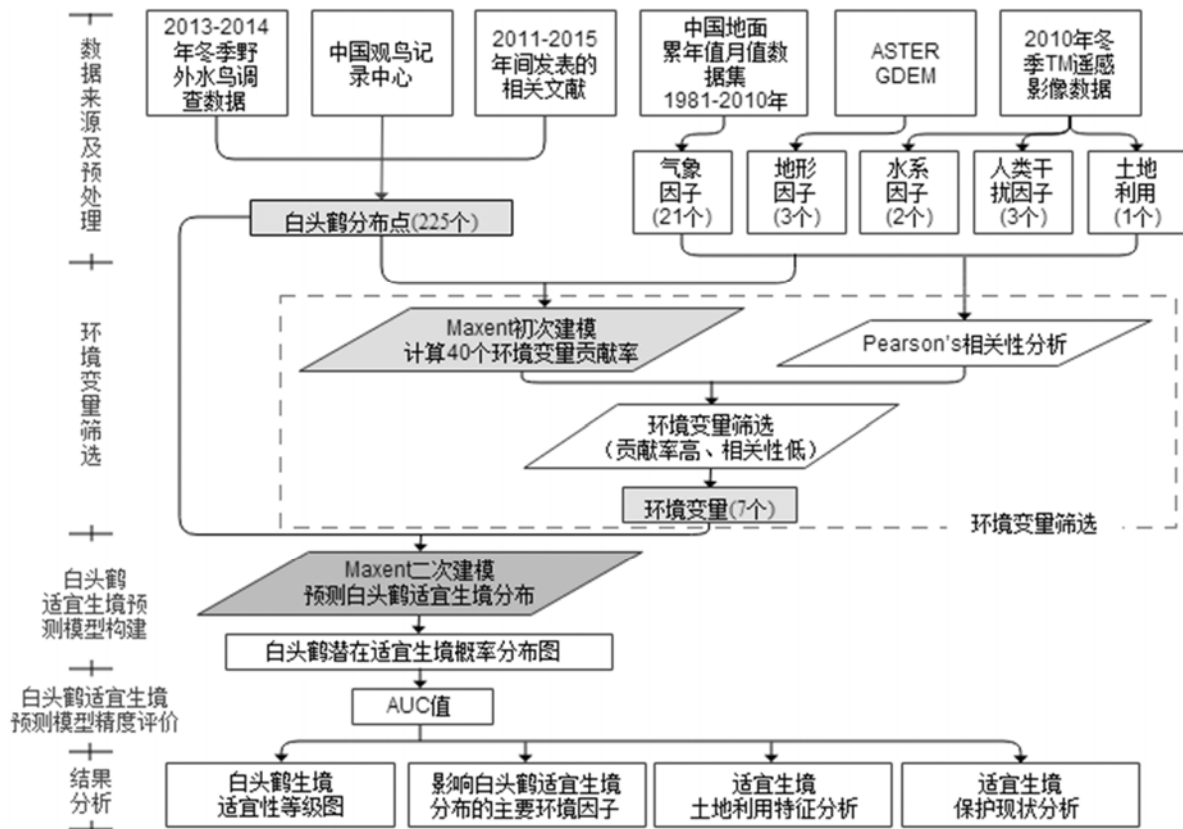 数据来源及预处理
2013-2014
年冬季野
外水鸟调
查数据
中国观鸟记
录中心
2011-2015
年间发表的
相关文献
中国地面
累年值月值数
据集
1981-2010年
ASTER
GDEM
2010年冬
季TM遥感
影像数据
气象
因子
(21个)
地形
因子
(3个)
水系
因子
(2个)
人类干
扰因子
(3个)
土地
利用
(1个)
白头鹤分布点(225个)
环境变量筛选
Maxent初次建模
计算40个环境变量贡献率
Pearson's相关性分析
环境变量筛选
（贡献率高、相关性低）
环境变量(7个)
环境变量筛选
白头鹤
适宜生境预
测模型构建
Maxent二次建模
预测白头鹤适宜生境分布
白头鹤潜在适宜生境概率分布图
白头鹤适宜生境
预测模型精度评价
AUC值
结果
分析
白头鹤生境
适宜性等级图
影响白头鹤适宜生境
分布的主要环境因子
适宜生境
土地利用特征分析
适宜生境
保护现状分析